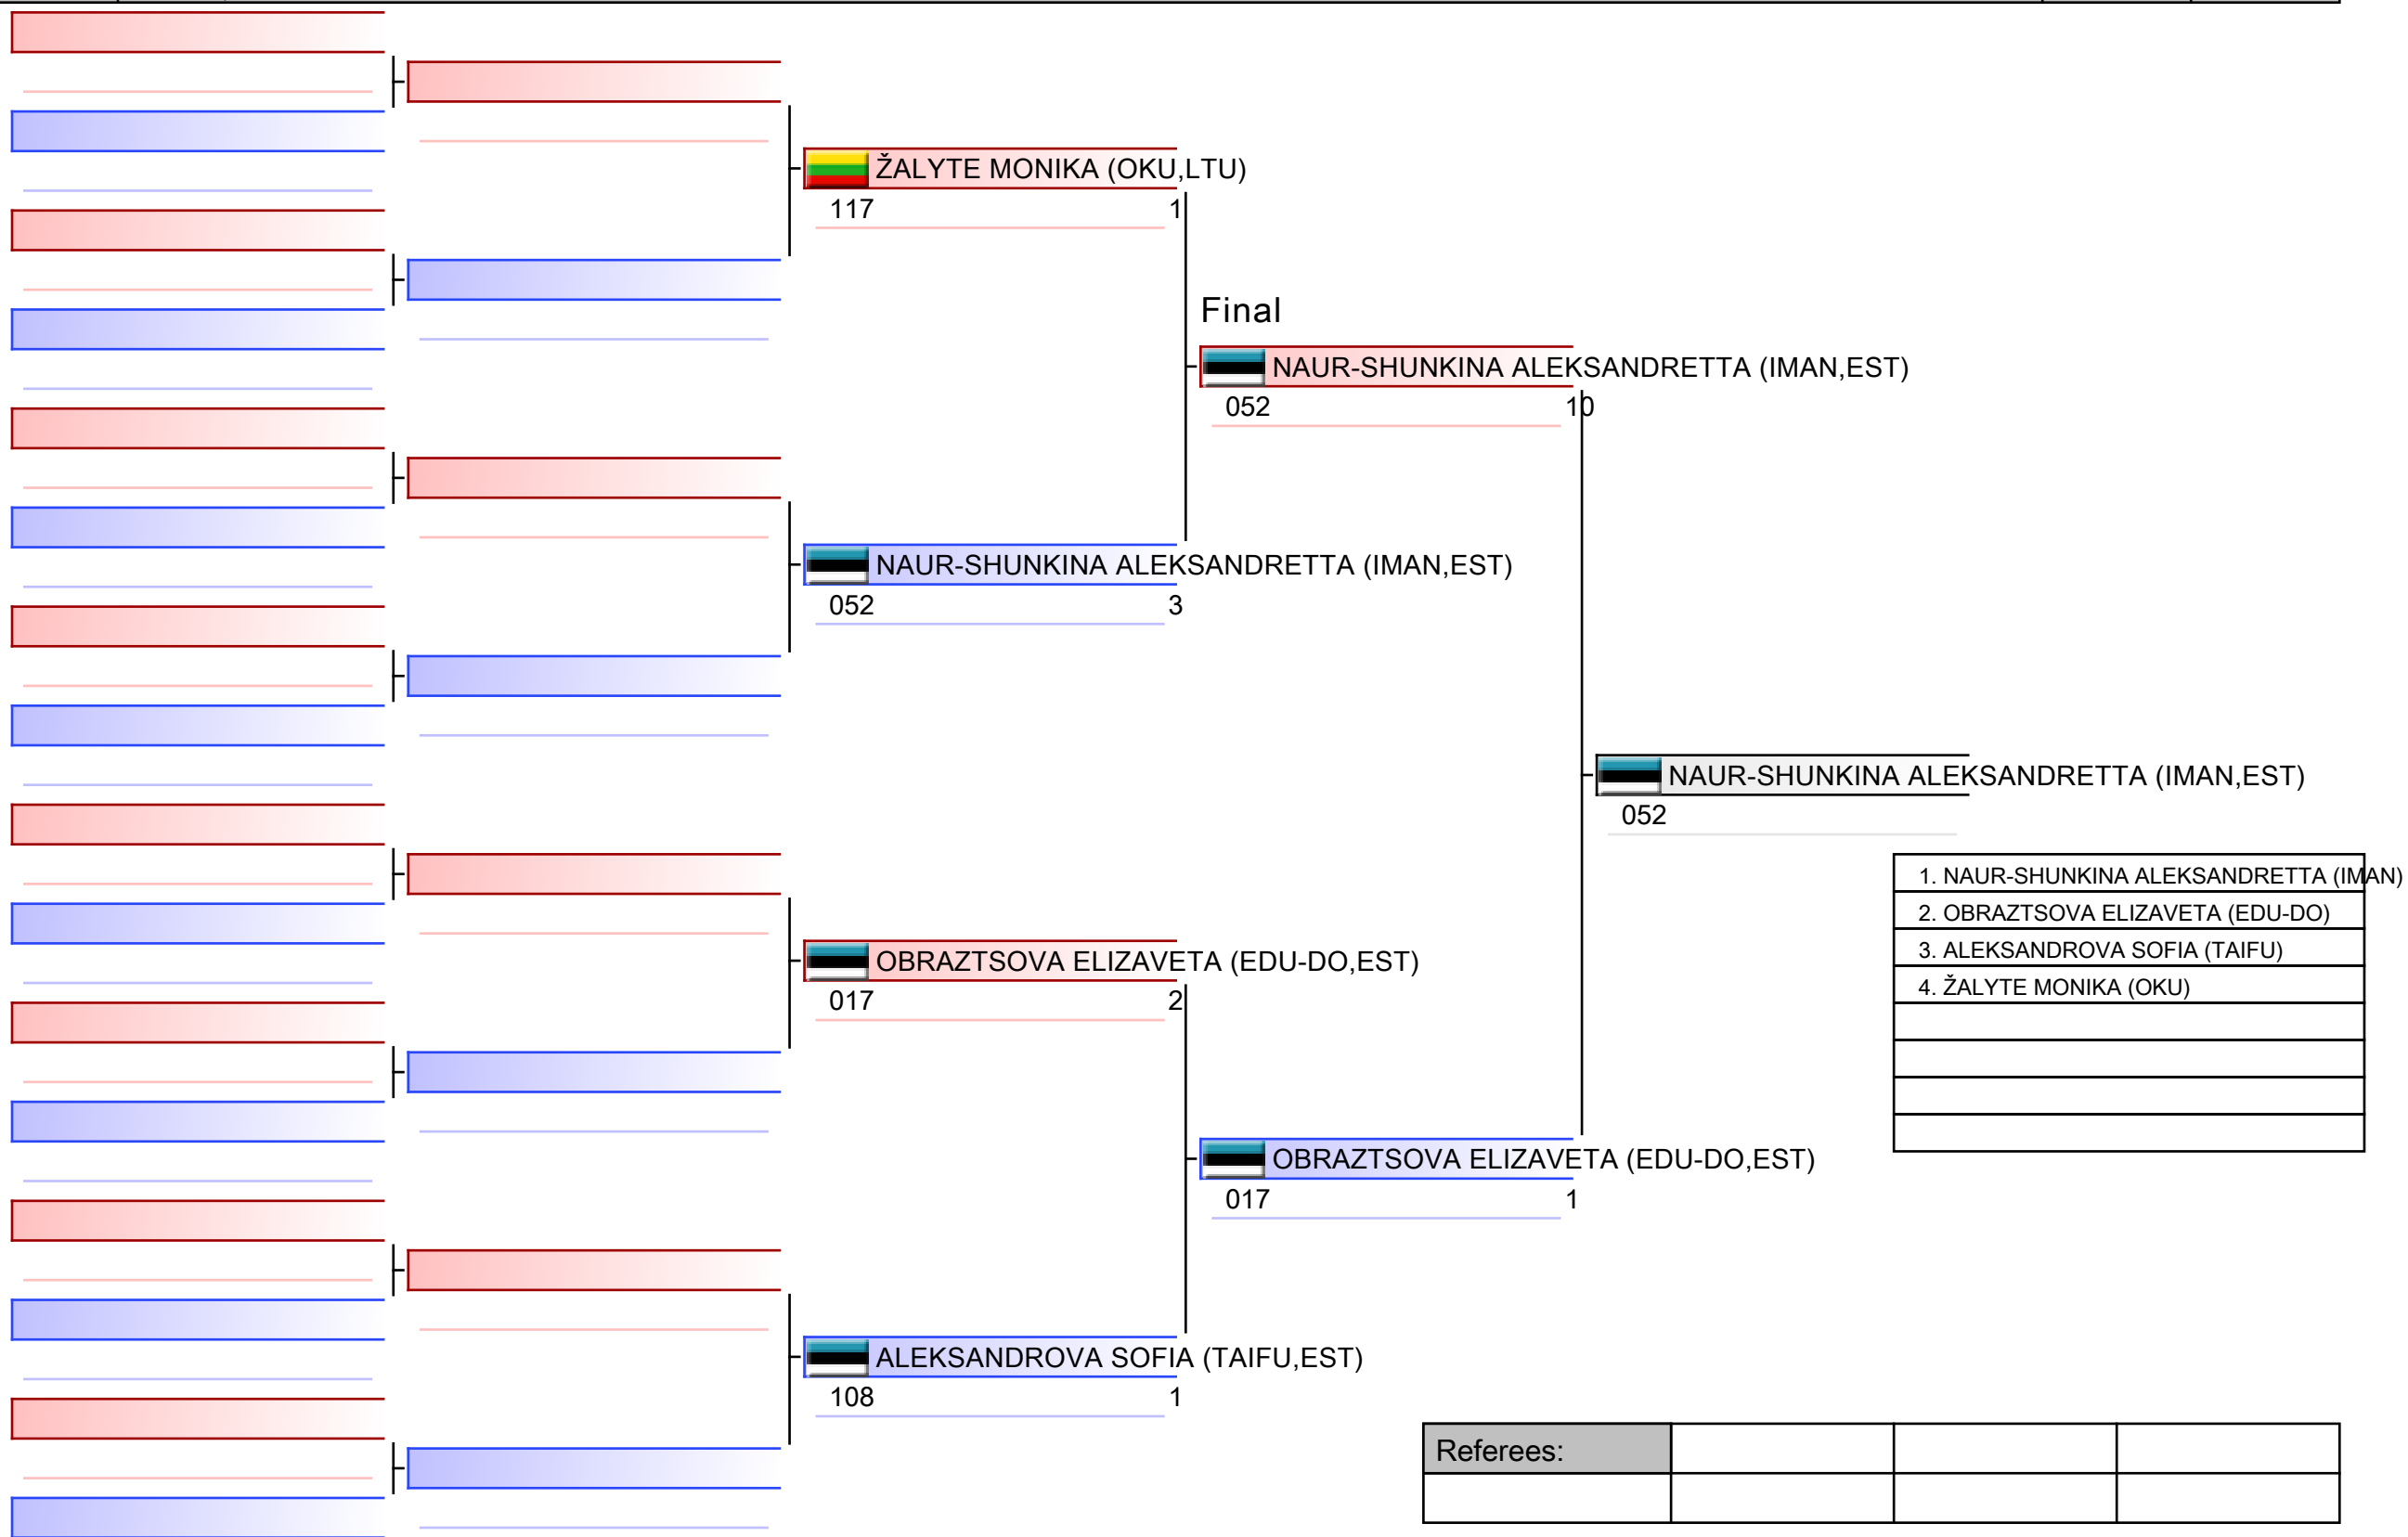 ŽALYTE MONIKA (OKU,LTU)
117 1
Final
NAUR-SHUNKINA ALEKSANDRETTA (IMAN,EST)
052 10
NAUR-SHUNKINA ALEKSANDRETTA (IMAN,EST)
052 3
NAUR-SHUNKINA ALEKSANDRETTA (IMAN,EST)
052
1. NAUR-SHUNKINA ALEKSANDRETTA (IMAN)
2. OBRAZTSOVA ELIZAVETA (EDU-DO)
3. ALEKSANDROVA SOFIA (TAIFU)
4. ŽALYTE MONIKA (OKU)
OBRAZTSOVA ELIZAVETA (EDU-DO,EST)
017 2
OBRAZTSOVA ELIZAVETA (EDU-DO,EST)
017 1
ALEKSANDROVA SOFIA (TAIFU,EST)
108 1
Referees: